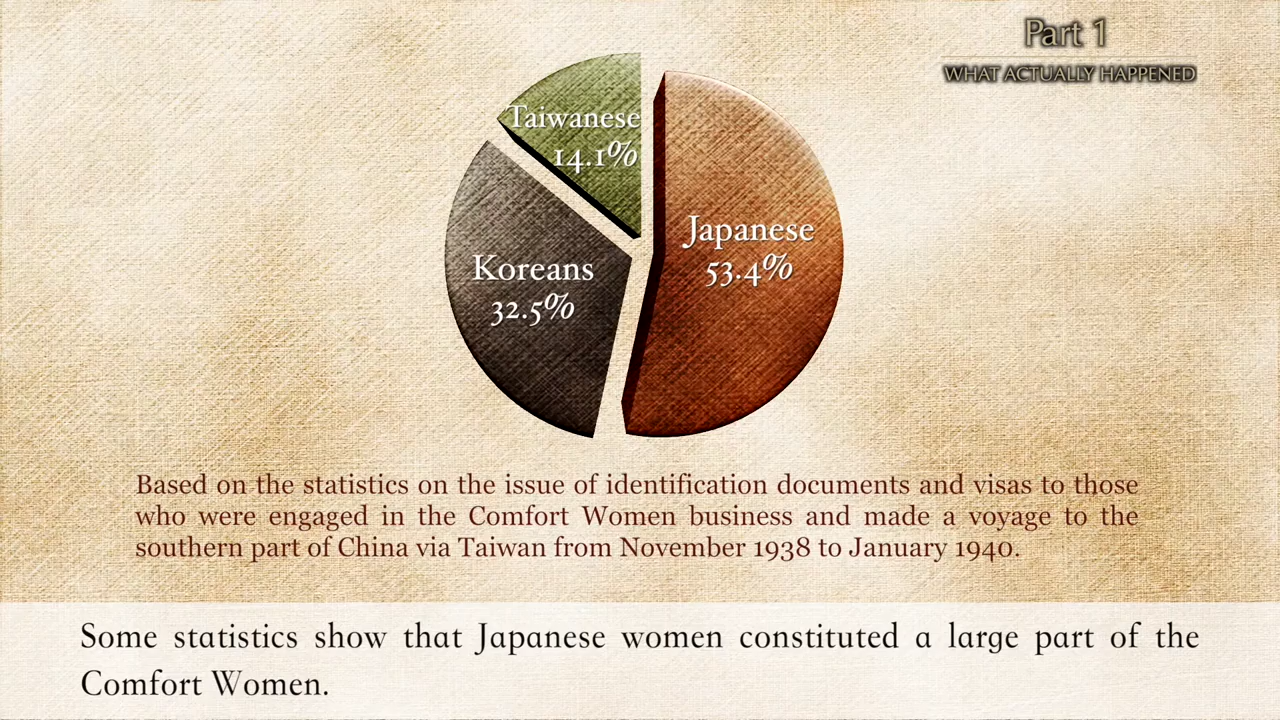 Part 1
WHAT ACTUALLY HAPPENED
Taiwanese
14.1%
Japanese
53.4%
Koreans
32.5%
Based on the statistics on the issue of identification documents and visas to those
who were engaged in the Comfort Women business and made a voyage to the
southern part of China via Taiwan from November 1938 to January 1940.
Some statistics show that Japanese women constituted a large part of the
Comfort Women.